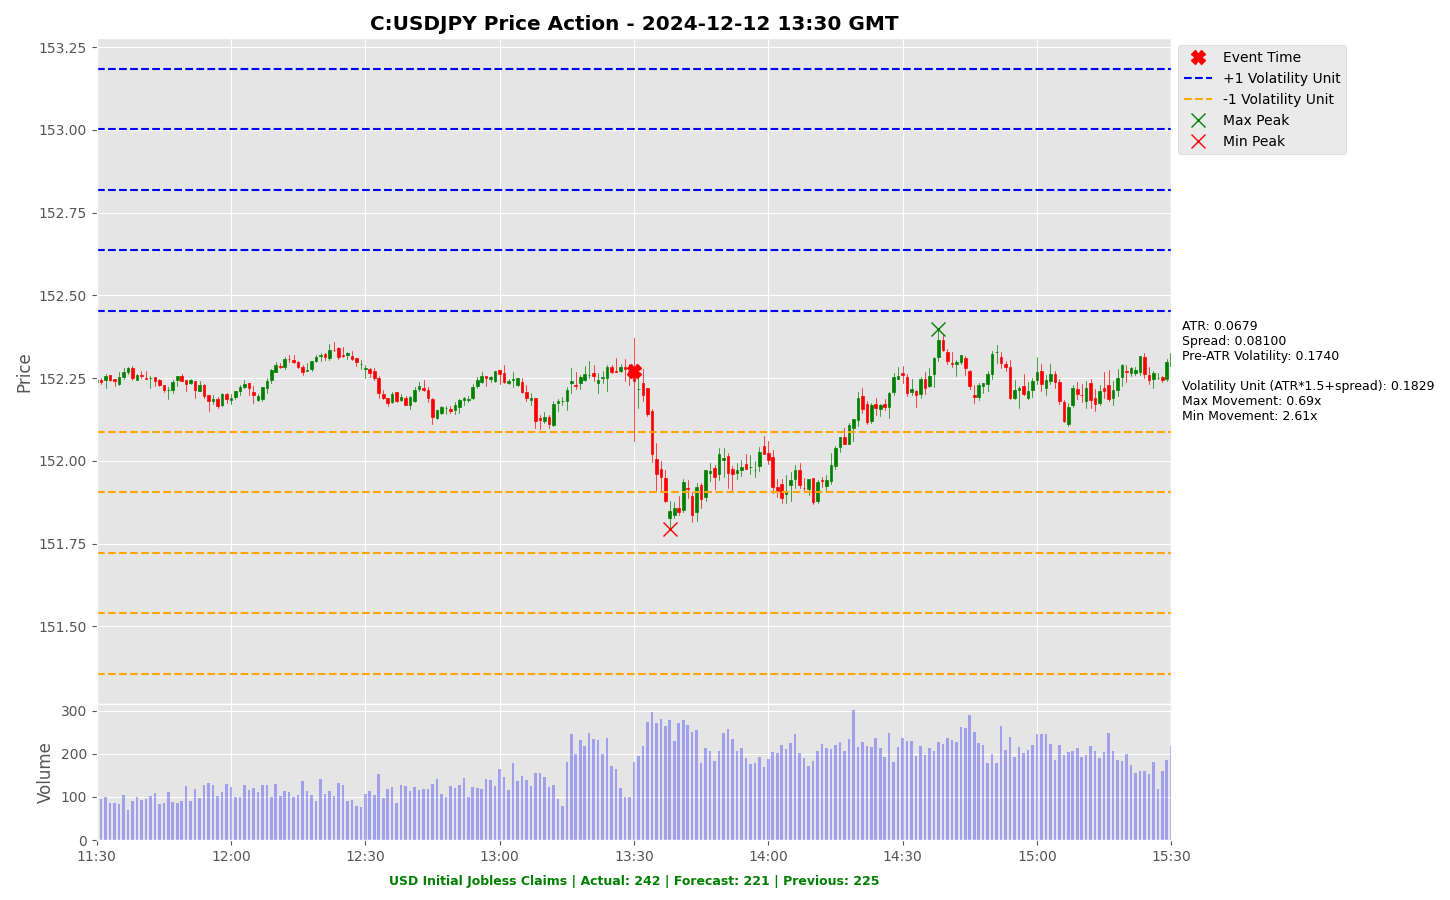 C:USDJPY Price Action - 2024-12-12 13:30 GMT
153.25
153.00
152.75
152.50
152.25
152.00
151.75
151.50
Price
Event Time
+1 Volatility Unit
-1 Volatility Unit
Max Peak
Min Peak
ATR: 0.0679
Spread: 0.08100
Pre-ATR Volatility: 0.1740
Volatility Unit (ATR*1.5+spread): 0.1829
Max Movement: 0.69x
Min Movement: 2.61x
300
200
100
0
Volume
11:30 12:00 12:30 13:00 13:30 14:00 14:30 15:00 15:30
USD Initial Jobless Claims | Actual: 242 | Forecast: 221 | Previous: 225